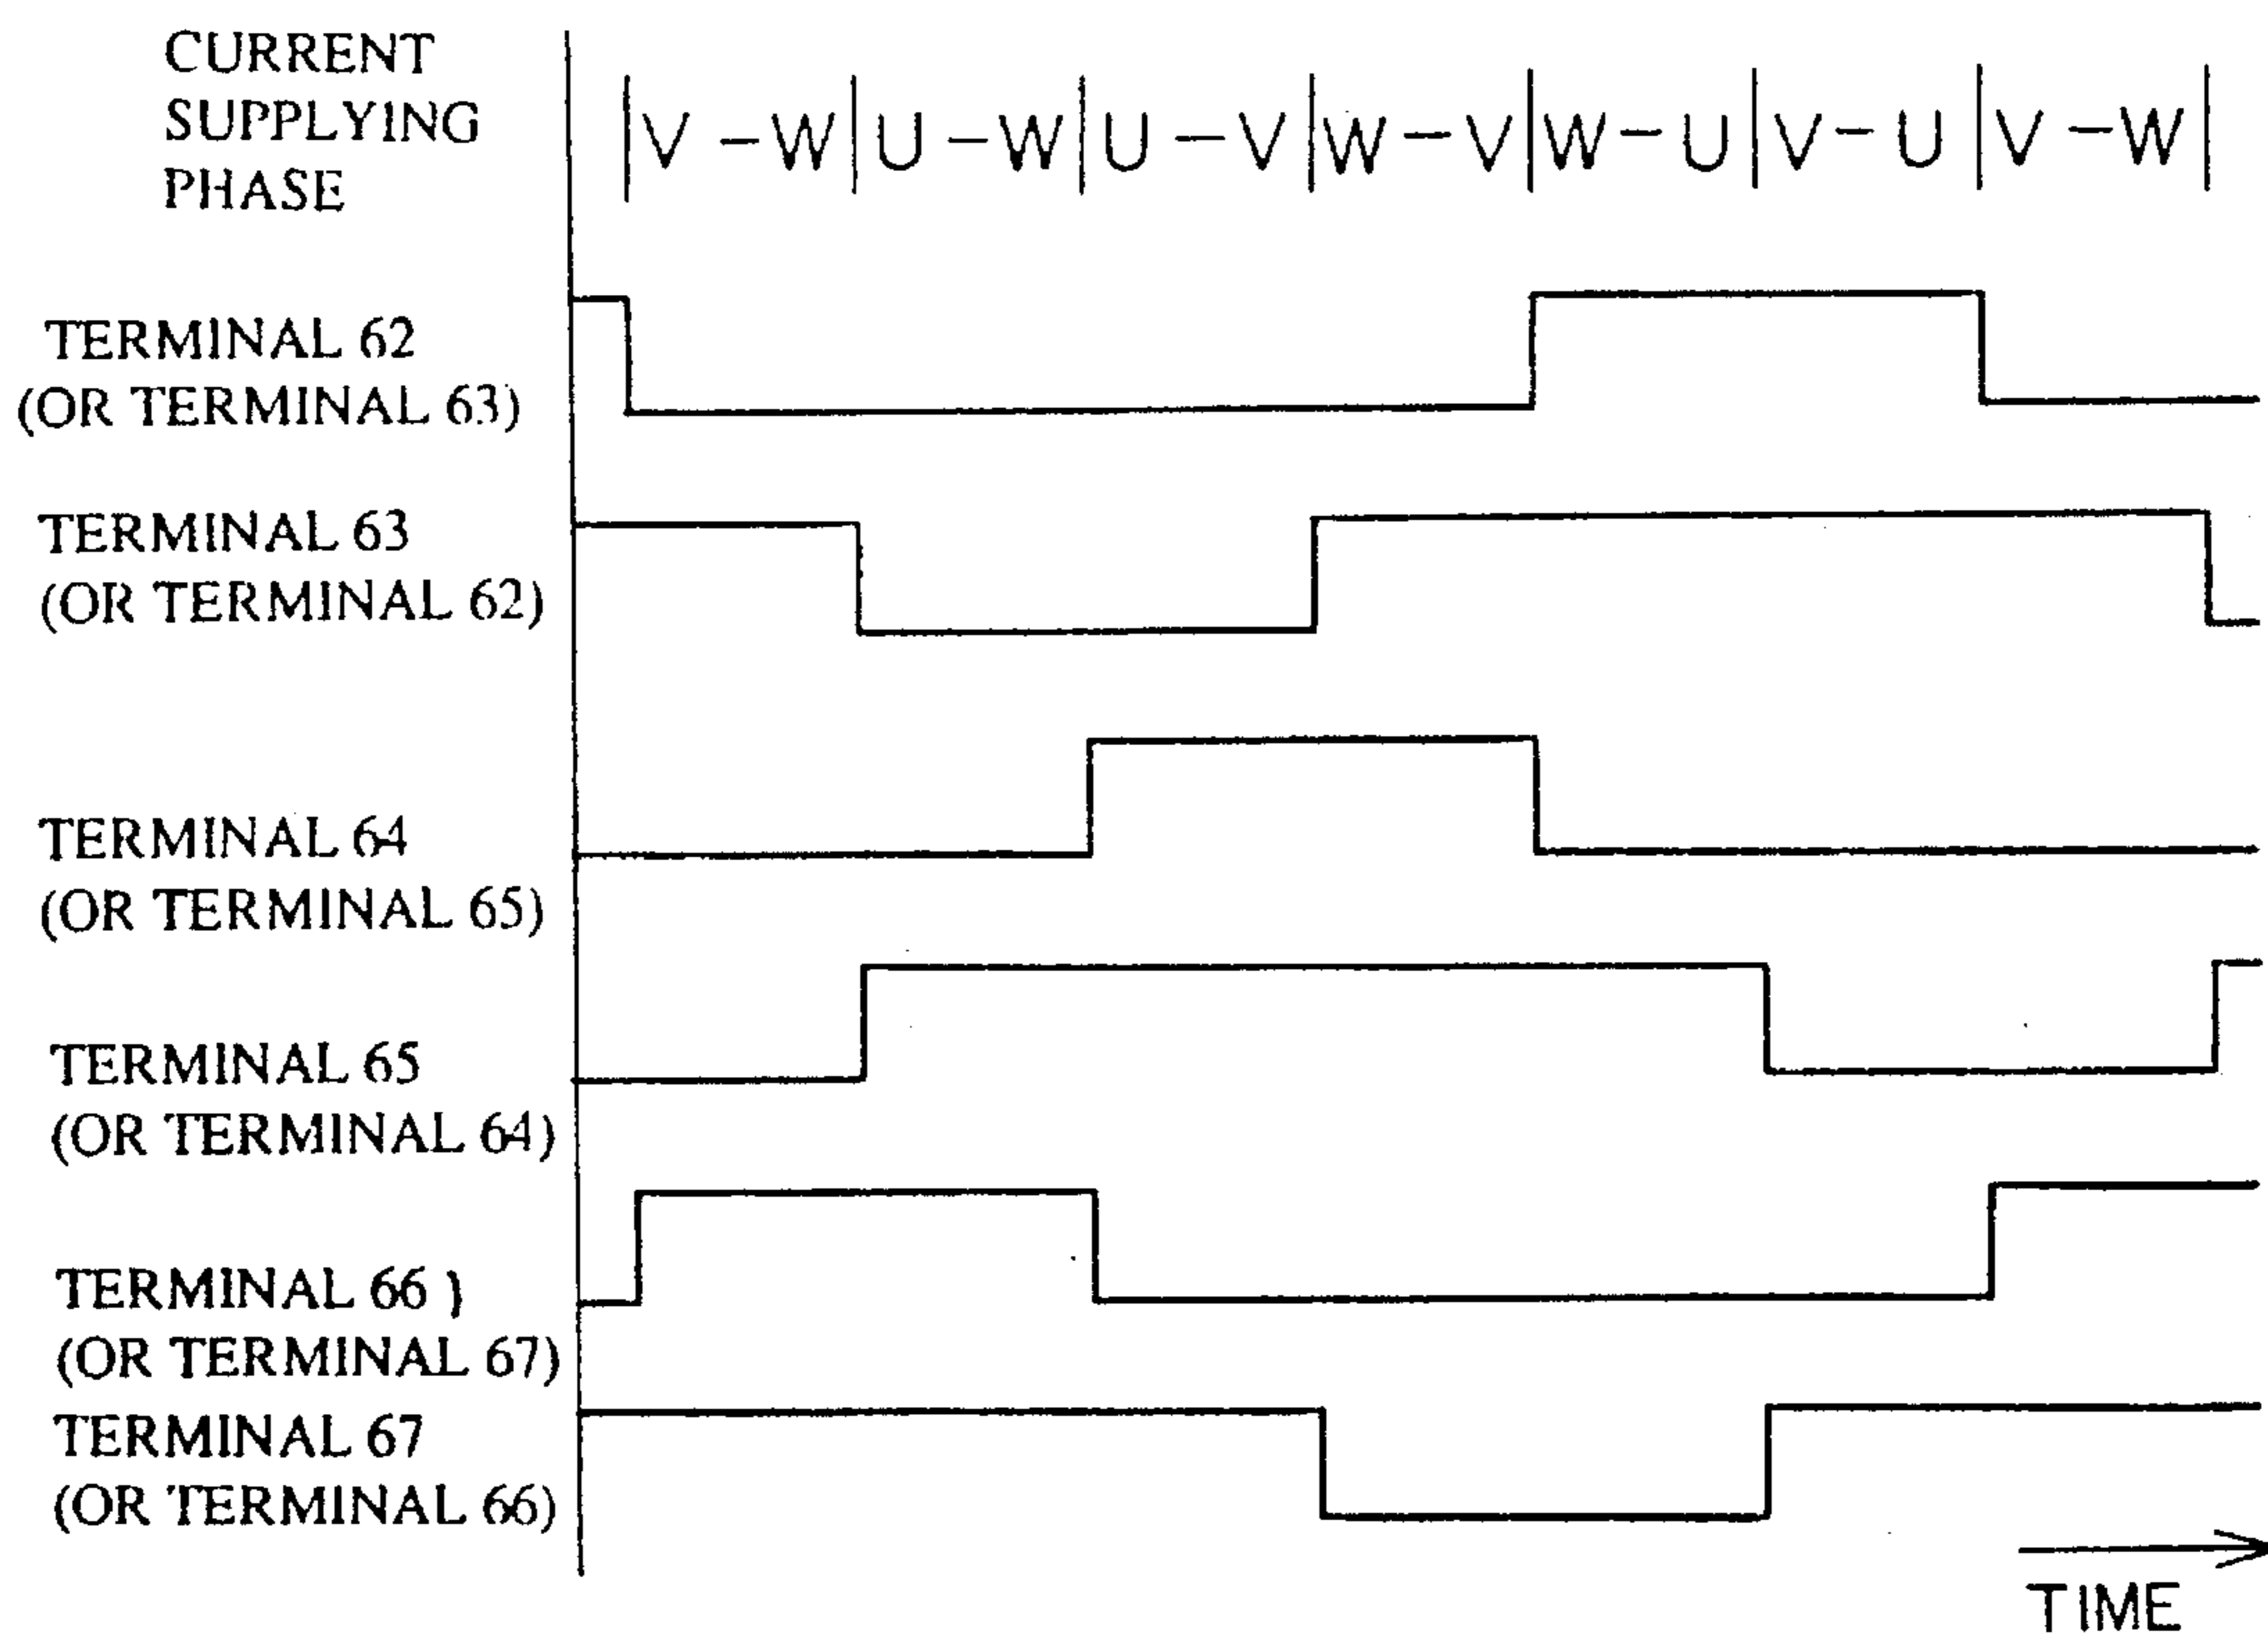 CURRENT
SUPPLYING
PHASE
|V-W|U-W|U-V|W-V|W-U|V-U|V-W|
TERMINAL 62
(OR TERMINAL 63)
TERMINAL 63
(OR TERMINAL 62)
TERMINAL 64
(OR TERMINAL 65)
TERMINAL 65
(OR TERMINAL 64)
TERMINAL 66 )
(OR TERMINAL 67)
TERMINAL 67
(OR TERMINAL 66)
TIME